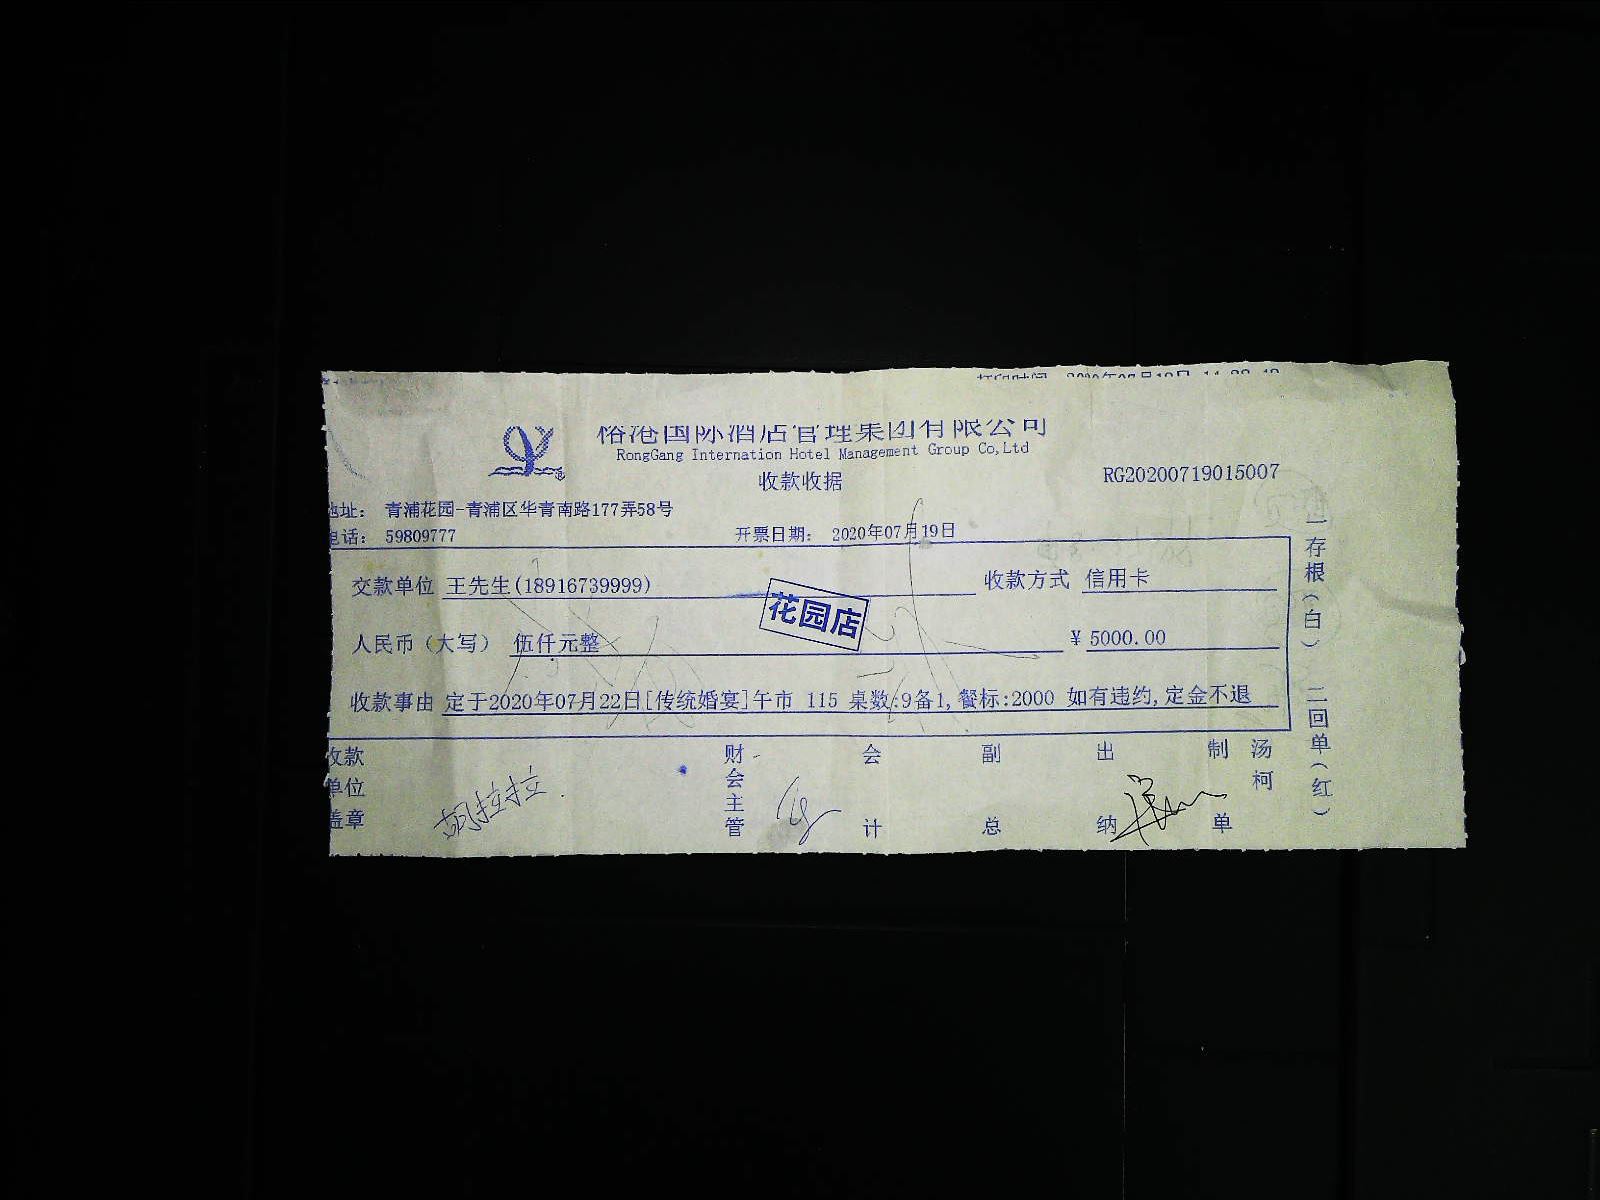 国际酒店管理集团有限公司
RongGang Internation Hotel Management Group Co,Ltd
收款收据
RG20200719015007
地址： 青浦花园-青浦区华青南路177弄58号
电话： 59809777
开票日期： 2020年07月19日
交款单位 王先生(18916739999)
收款方式 信用卡
花园店
人民币（大写） 伍仟元整
¥ 5000.00
收款事由 定于2020年07月22日[传统婚宴]午市 115 桌数:9备1,餐标:2000 如有违约,定金不退
收款单位盖章
财会主管
会计
副总
出纳
制单
汤柯
一存根（白） 二回单（红）